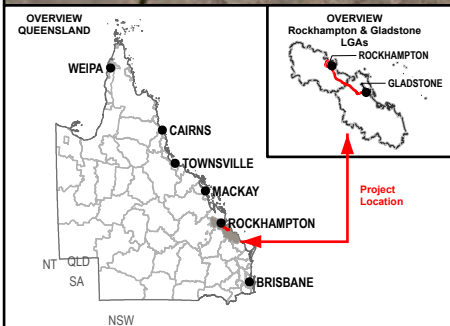 OVERVIEW
QUEENSLAND
WEIPA
CAIRNS
TOWNSVILLE
MACKAY
ROCKHAMPTON
BRISBANE
NT
QLD
SA
NSW
OVERVIEW
Rockhampton & Gladstone
LGAs
ROCKHAMPTON
GLADSTONE
Project
Location